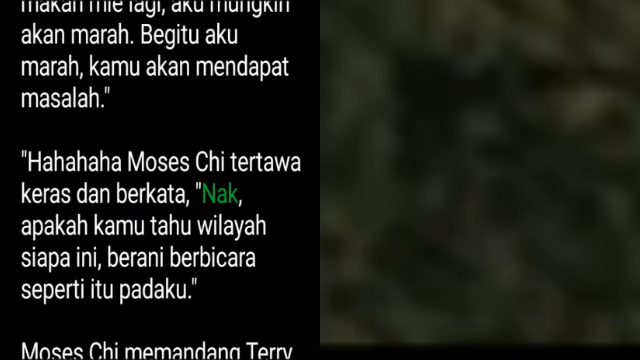 makan mie lagi, aku mungkin
akan marah. Begitu aku
marah, kamu akan mendapat
masalah."
"Hahahaha Moses Chi tertawa
keras dan berkata, "Nak,
apakah kamu tahu wilayah
siapa ini, berani berbicara
seperti itu padaku."
Moses Chi memandang Terry